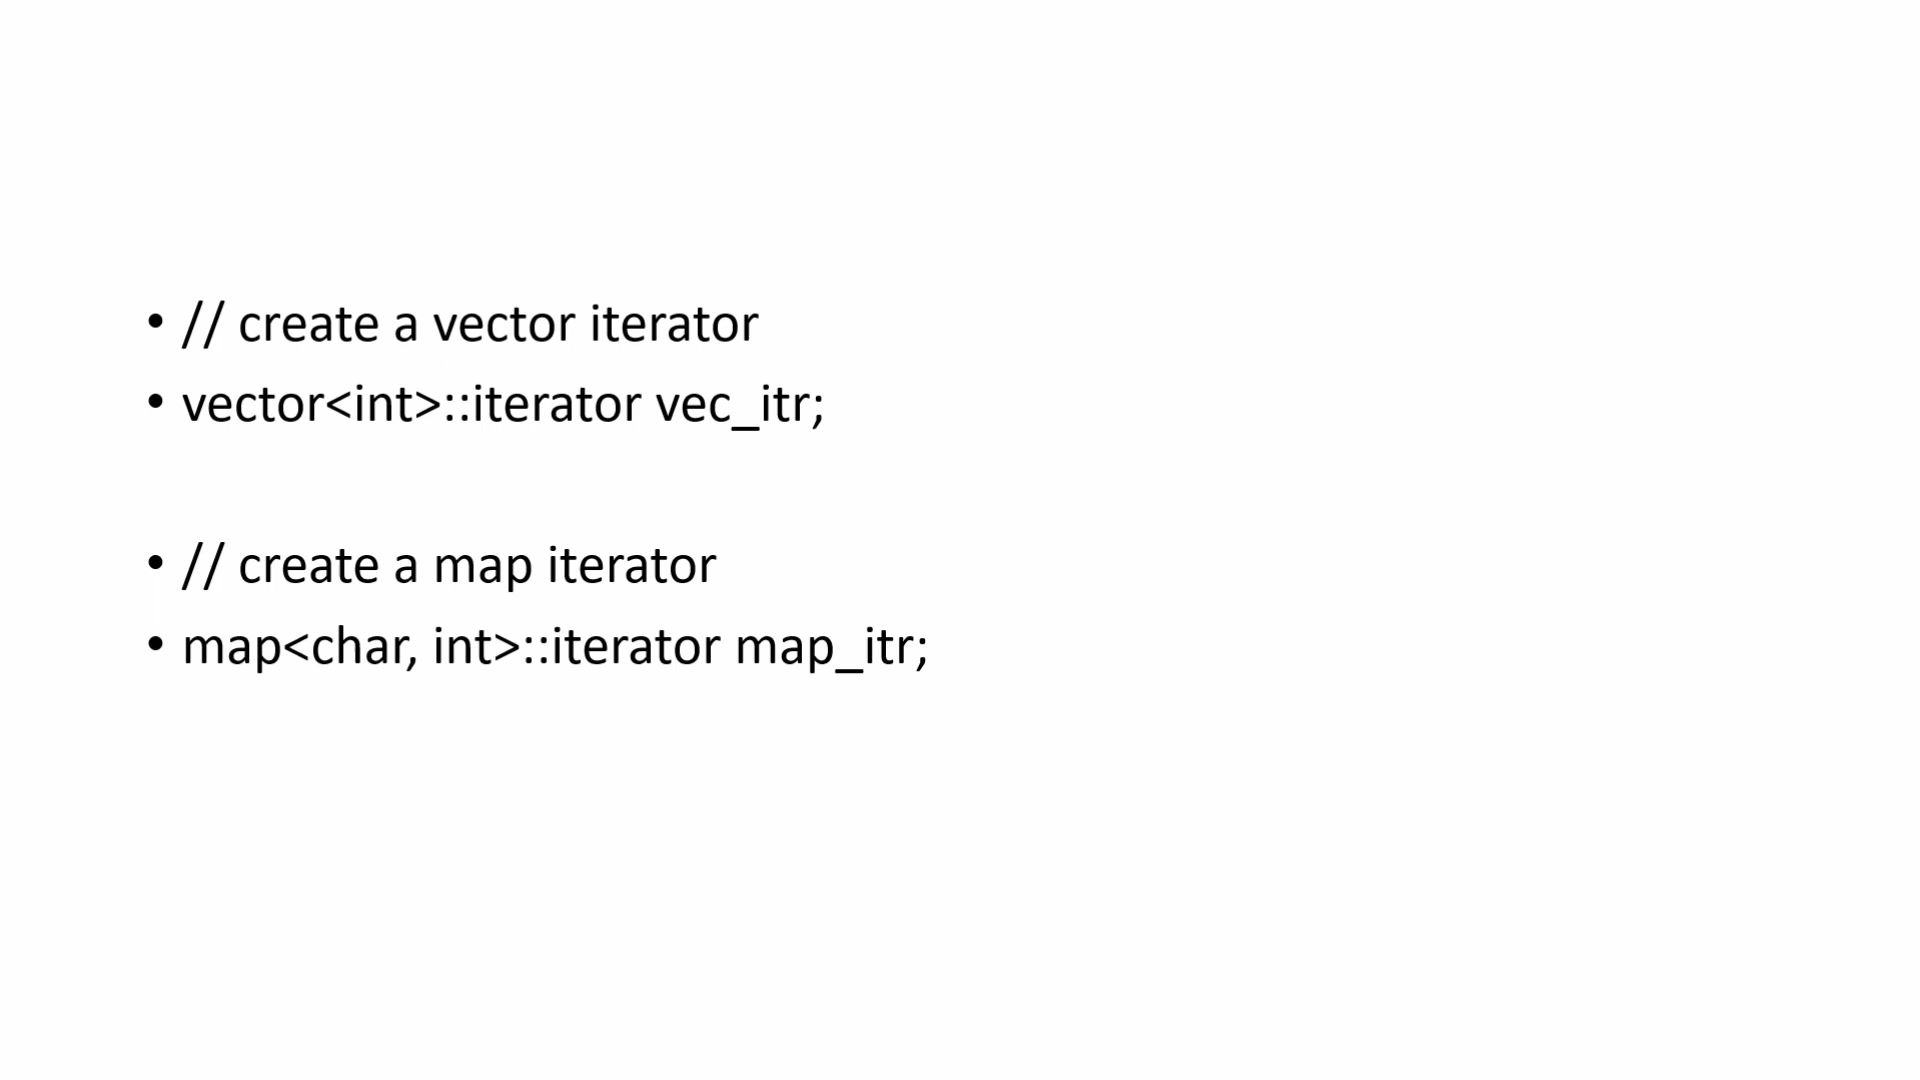 • // create a vector iterator
• vector<int>::iterator vec_itr;
• // create a map iterator
• map<char, int>::iterator map_itr;